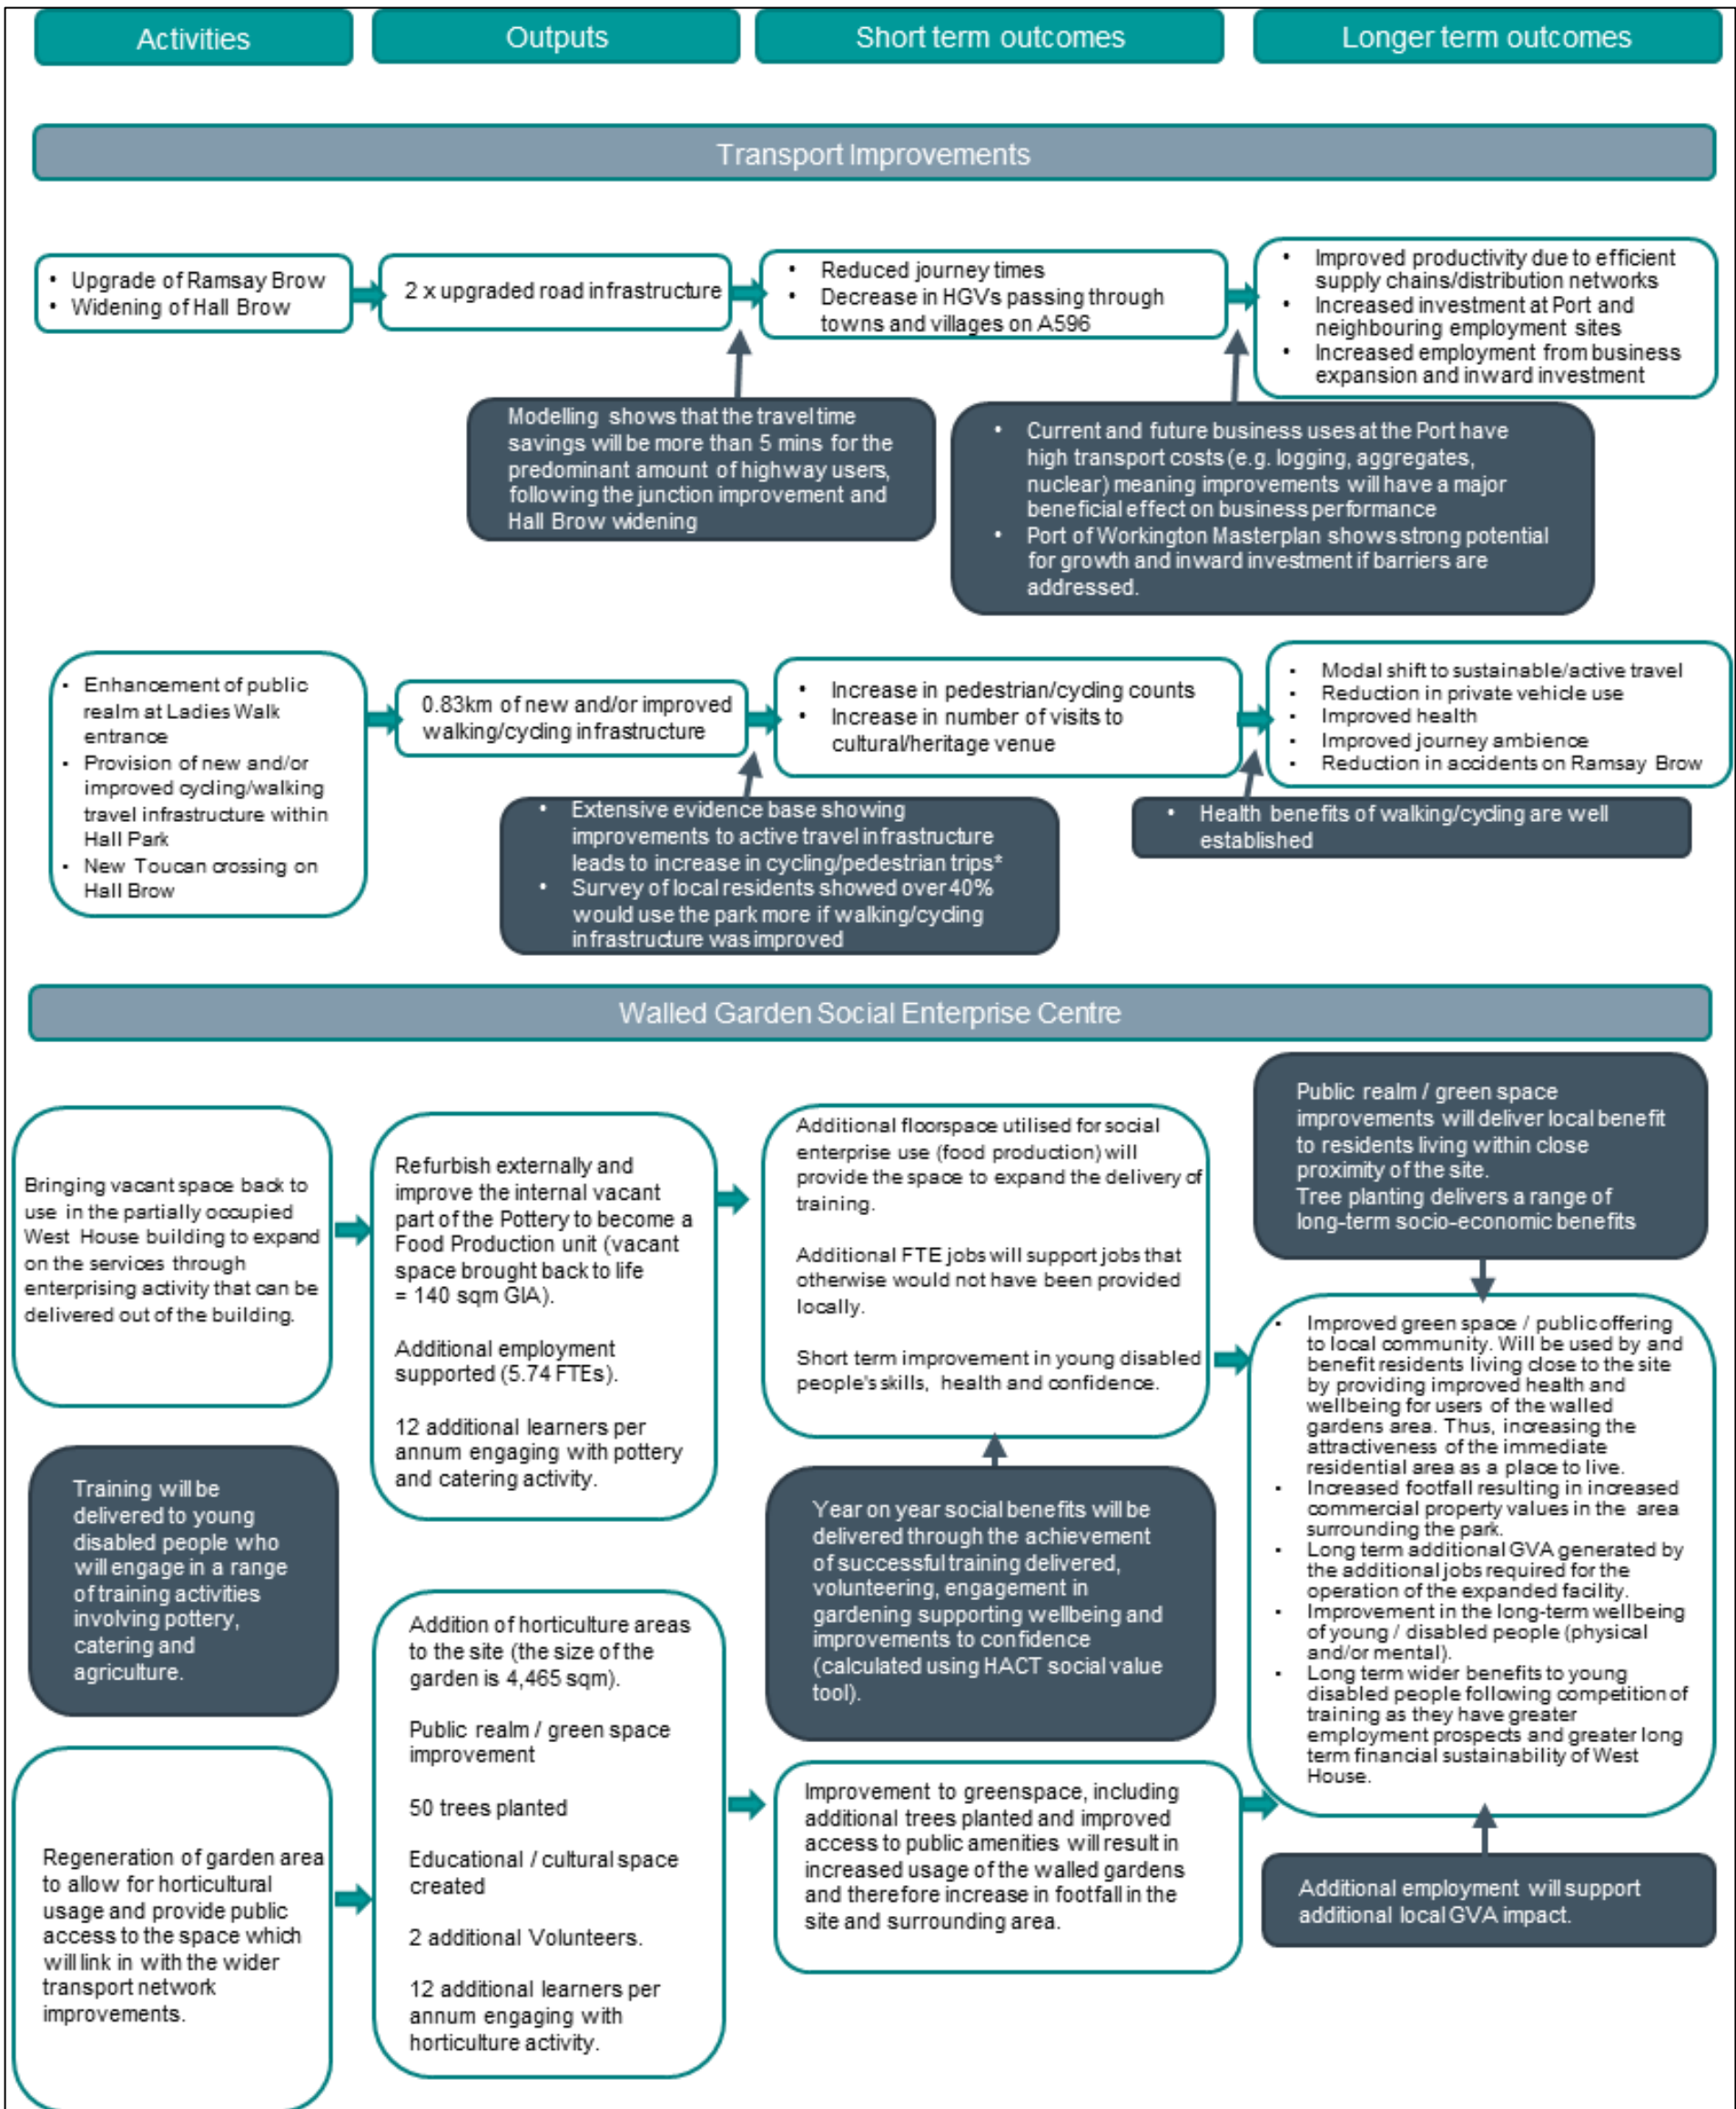 Activities
Outputs
Short term outcomes
Longer term outcomes
Transport Improvements
• Upgrade of Ramsay Brow
• Widening of Hall Brow
2 x upgraded road infrastructure
• Reduced journey times
• Decrease in HGVs passing through
towns and villages on A596
• Improved productivity due to efficient
supply chains/distribution networks
• Increased investment at Port and
neighbouring employment sites
• Increased employment from business
expansion and inward investment
Modelling shows that the travel time
savings will be more than 5 mins for the
predominant amount of highway users,
following the junction improvement and
Hall Brow widening
• Current and future business uses at the Port have
high transport costs (e.g. logging, aggregates,
nuclear) meaning improvements will have a major
beneficial effect on business performance
• Port of Workington Masterplan shows strong potential
for growth and inward investment if barriers are
addressed.
• Enhancement of public
realm at Ladies Walk
entrance
• Provision of new and/or
improved cycling/walking
travel infrastructure within
Hall Park
• New Toucan crossing on
Hall Brow
0.83km of new and/or improved
walking/cycling infrastructure
• Increase in pedestrian/cycling counts
• Increase in number of visits to
cultural/heritage venue
• Modal shift to sustainable/active travel
• Reduction in private vehicle use
• Improved health
• Improved journey ambience
• Reduction in accidents on Ramsay Brow
• Extensive evidence base showing
improvements to active travel infrastructure
leads to increase in cycling/pedestrian trips*
• Survey of local residents showed over 40%
would use the park more if walking/cycling
infrastructure was improved
• Health benefits of walking/cycling are well
established
Walled Garden Social Enterprise Centre
Bringing vacant space back to
use in the partially occupied
West House building to expand
on the services through
enterprising activity that can be
delivered out of the building.
Refurbish externally and
improve the internal vacant
part of the Pottery to become a
Food Production unit (vacant
space brought back to life
= 140 sqm GIA).
Additional employment
supported (5.74 FTEs).
12 additional learners per
annum engaging with pottery
and catering activity.
Additional floorspace utilised for social
enterprise use (food production) will
provide the space to expand the delivery of
training.
Additional FTE jobs will support jobs that
otherwise would not have been provided
locally.
Short term improvement in young disabled
people's skills, health and confidence.
Public realm / green space
improvements will deliver local benefit
to residents living within close
proximity of the site.
Tree planting delivers a range of
long-term socio-economic benefits
• Improved green space / public offering
to local community. Will be used by and
benefit residents living close to the site
by providing improved health and
wellbeing for users of the walled
gardens area. Thus, increasing the
attractiveness of the immediate
residential area as a place to live.
• Increased footfall resulting in increased
commercial property values in the area
surrounding the park.
• Long term additional GVA generated by
the additional jobs required for the
operation of the expanded facility.
• Improvement in the long-term wellbeing
of young / disabled people (physical
and/or mental).
• Long term wider benefits to young
disabled people following competition of
training as they have greater
employment prospects and greater long
term financial sustainability of West
House.
Training will be
delivered to young
disabled people who
will engage in a range
of training activities
involving pottery,
catering and
agriculture.
Year on year social benefits will be
delivered through the achievement
of successful training delivered,
volunteering, engagement in
gardening supporting wellbeing and
improvements to confidence
(calculated using HACT social value
tool).
Regeneration of garden area
to allow for horticultural
usage and provide public
access to the space which
will link in with the wider
transport network
improvements.
Addition of horticulture areas
to the site (the size of the
garden is 4,465 sqm).
Public realm / green space
improvement
50 trees planted
Educational / cultural space
created
2 additional Volunteers.
12 additional learners per
annum engaging with
horticulture activity.
Improvement to greenspace, including
additional trees planted and improved
access to public amenities will result in
increased usage of the walled gardens
and therefore increase in footfall in the
site and surrounding area.
Additional employment will support
additional local GVA impact.